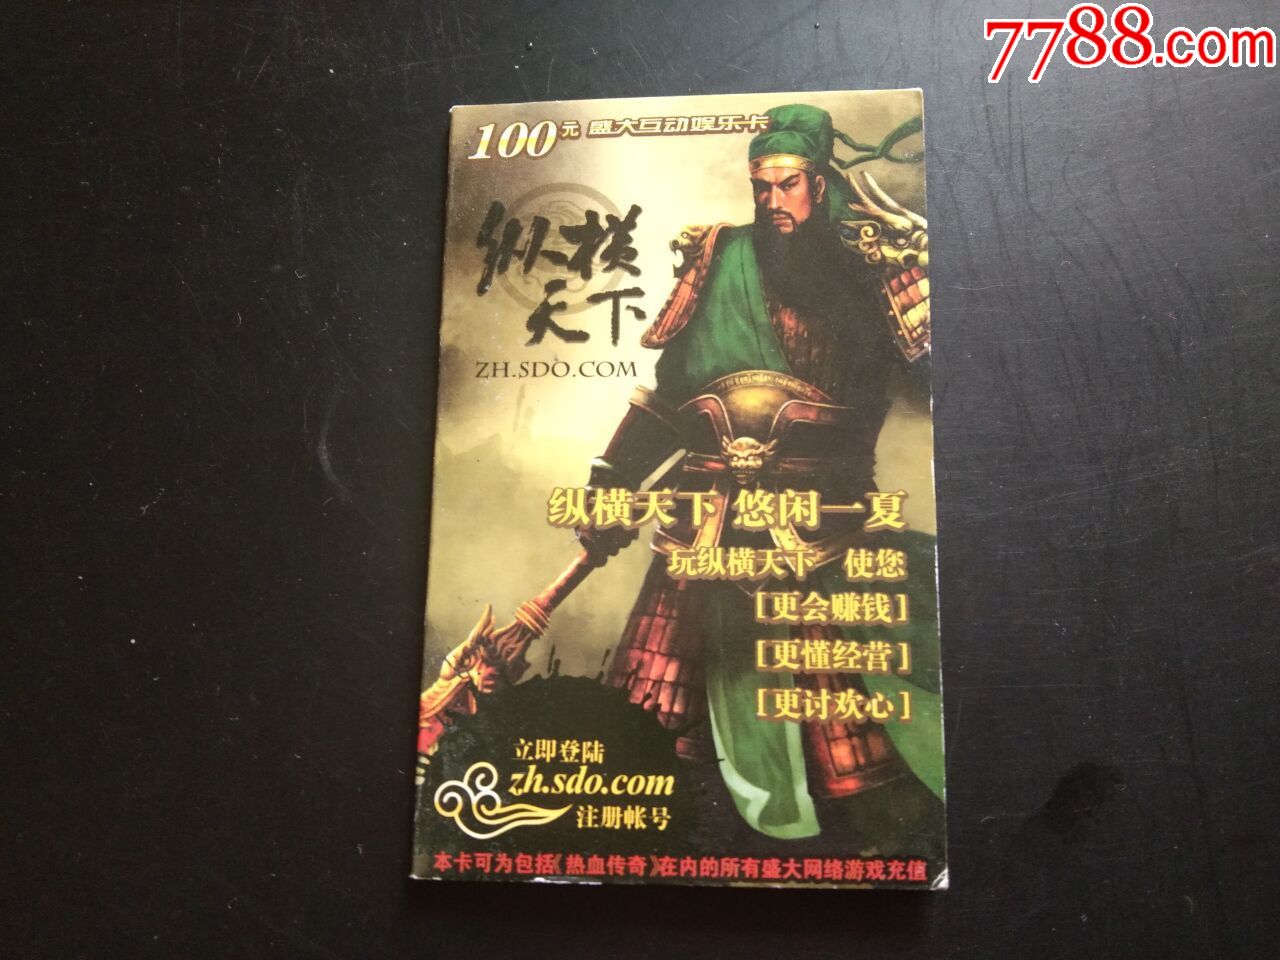 7788.com
100元 盛大互动娱乐卡
纵横
天下
ZH.SDO.COM
纵横天下 悠闲一夏
玩纵横天下 使您
[更会赚钱]
[更懂经营]
[更讨欢心]
立即登陆
zh.sdo.com
注册帐号
本卡可为包括《热血传奇》在内的所有盛大网络游戏充值